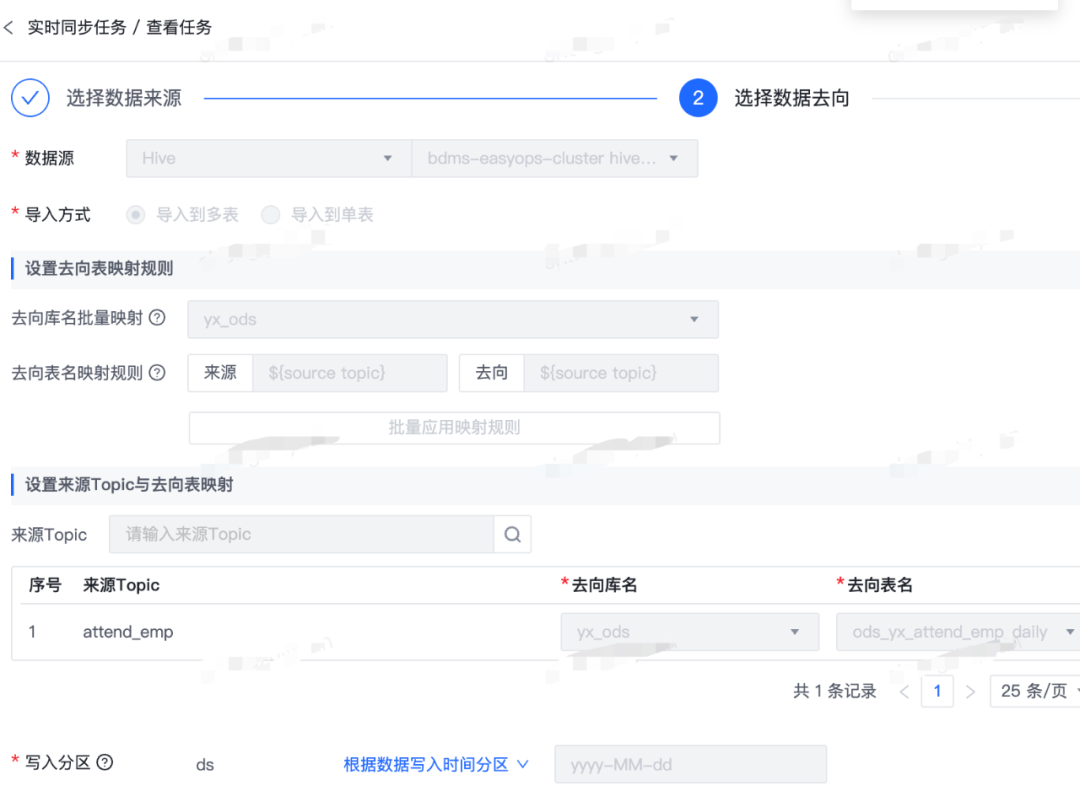 实时同步任务 / 查看任务
选择数据来源
2 选择数据去向
* 数据源 Hive bdms-easyops-cluster hive...
* 导入方式 导入到多表 导入到单表
设置去向表映射规则
去向库名批量映射 ? yx_ods
去向表名映射规则 ? 来源 ${source topic} 去向 ${source topic}
批量应用映射规则
设置来源Topic与去向表映射
来源Topic 请输入来源Topic
序号 来源Topic * 去向库名 * 去向表名
1 attend_emp yx_ods ods_yx_attend_emp_daily
共 1 条记录 < 1 > 25 条/页
* 写入分区 ? ds 根据数据写入时间分区 yyyy-MM-dd